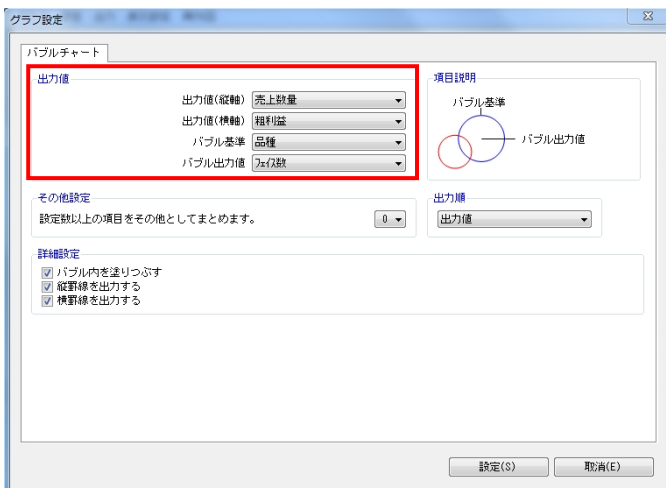 グラフ設定
バブルチャート
出力値
出力値(縦軸) 売上数量
出力値(横軸) 粗利益
バブル基準 品種
バブル出力値 ﾌｪｲｽ数
項目説明
バブル基準
バブル出力値
その他設定
設定数以上の項目をその他としてまとめます。 0
出力順
出力値
詳細設定
バブル内を塗りつぶす
縦罫線を出力する
横罫線を出力する
設定(S) 取消(E)